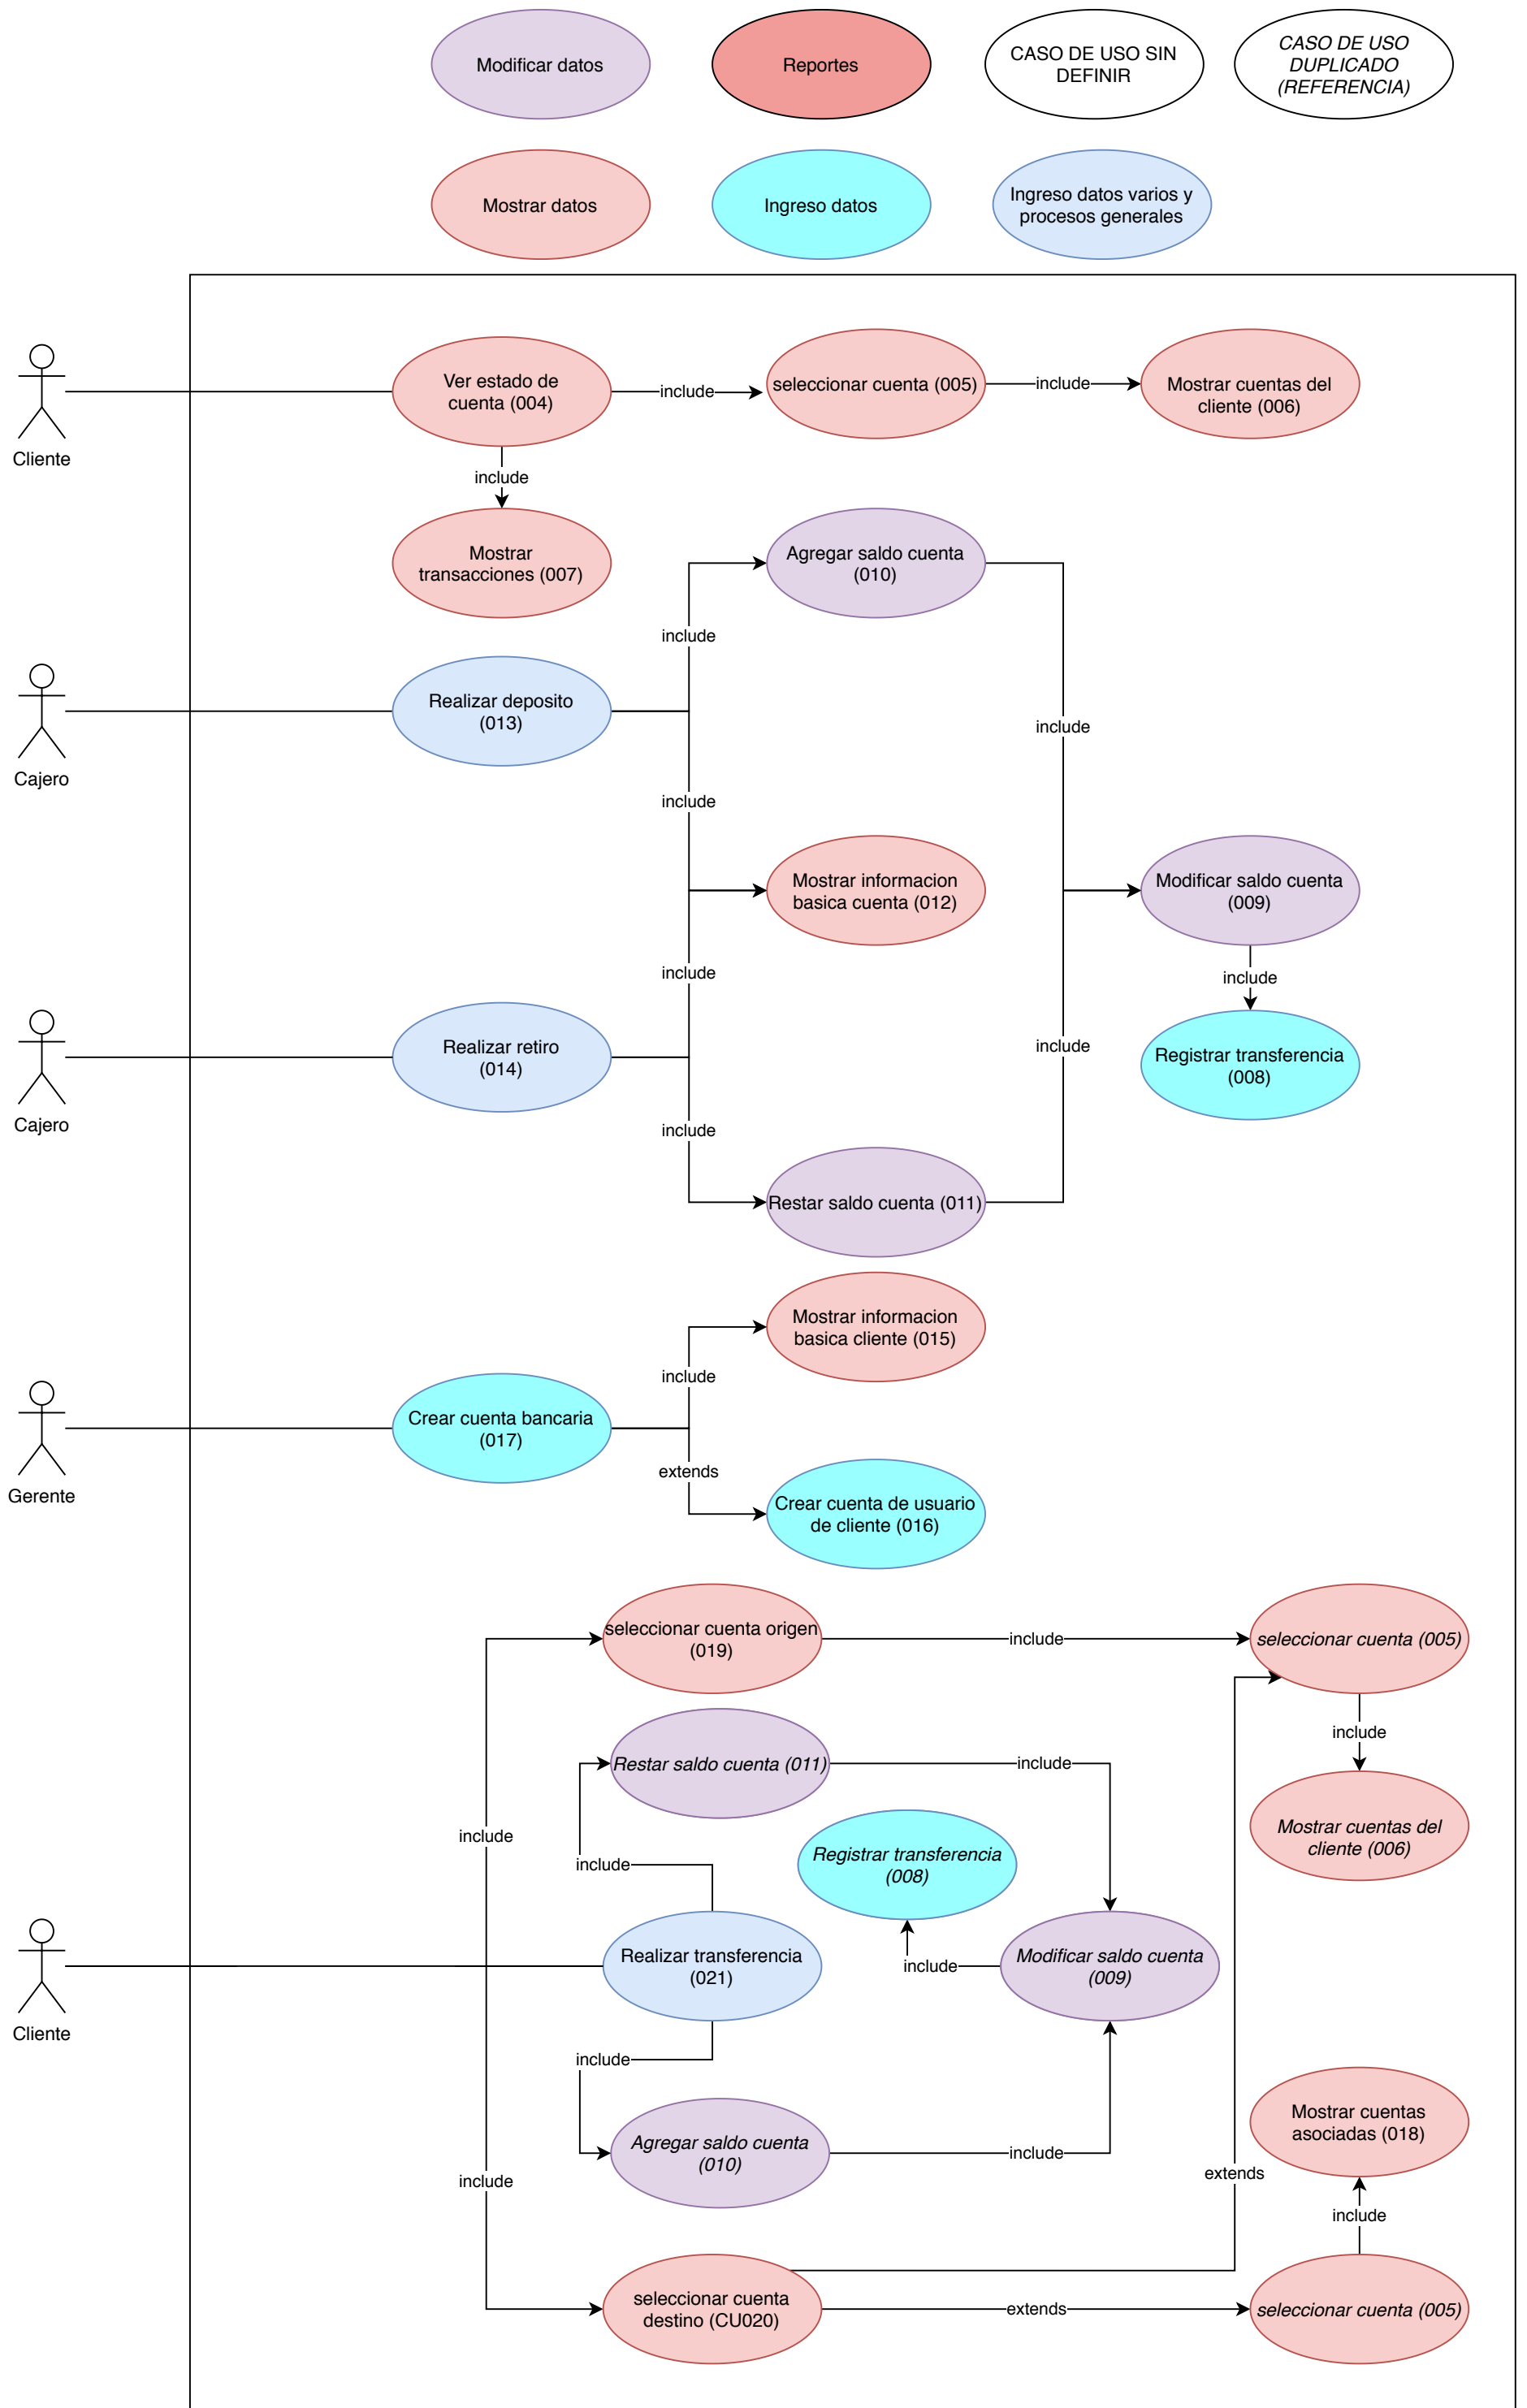 Modificar datos
Reportes
CASO DE USO SIN
DEFINIR
CASO DE USO
DUPLICADO
(REFERENCIA)
Mostrar datos
Ingreso datos
Ingreso datos varios y
procesos generales
Cliente
Ver estado de
cuenta (004)
include
seleccionar cuenta (005)
include
Mostrar cuentas del
cliente (006)
include
Mostrar
transacciones (007)
Agregar saldo cuenta
(010)
include
Cajero
Realizar deposito
(013)
include
include
Mostrar informacion
basica cuenta (012)
Modificar saldo cuenta
(009)
include
include
Cajero
Realizar retiro
(014)
include
Registrar transferencia
(008)
include
Restar saldo cuenta (011)
Mostrar informacion
basica cliente (015)
include
Gerente
Crear cuenta bancaria
(017)
extends
Crear cuenta de usuario
de cliente (016)
seleccionar cuenta origen
(019)
include
seleccionar cuenta (005)
include
Restar saldo cuenta (011)
include
Mostrar cuentas del
cliente (006)
include
include
Registrar transferencia
(008)
Cliente
Realizar transferencia
(021)
include
Modificar saldo cuenta
(009)
include
Agregar saldo cuenta
(010)
include
Mostrar cuentas
asociadas (018)
include
extends
include
seleccionar cuenta
destino (CU020)
extends
seleccionar cuenta (005)